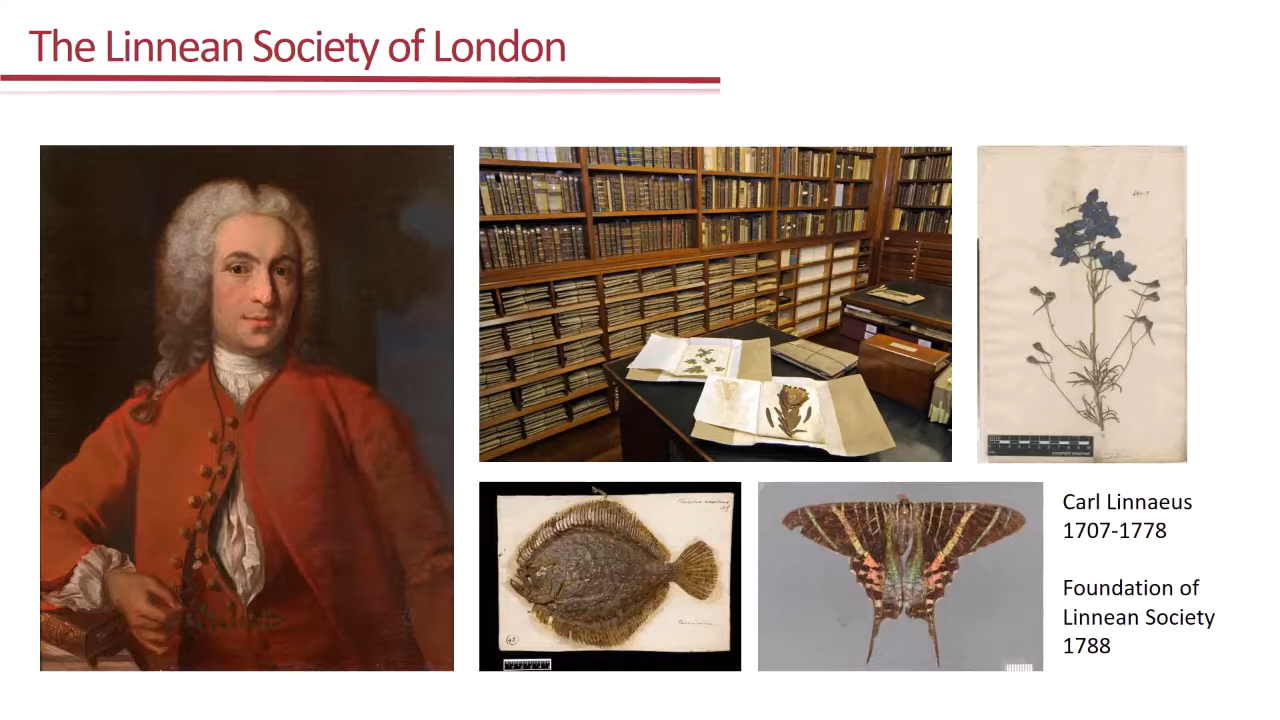 The Linnean Society of London
Carl Linnaeus
1707-1778
Foundation of
Linnean Society
1788